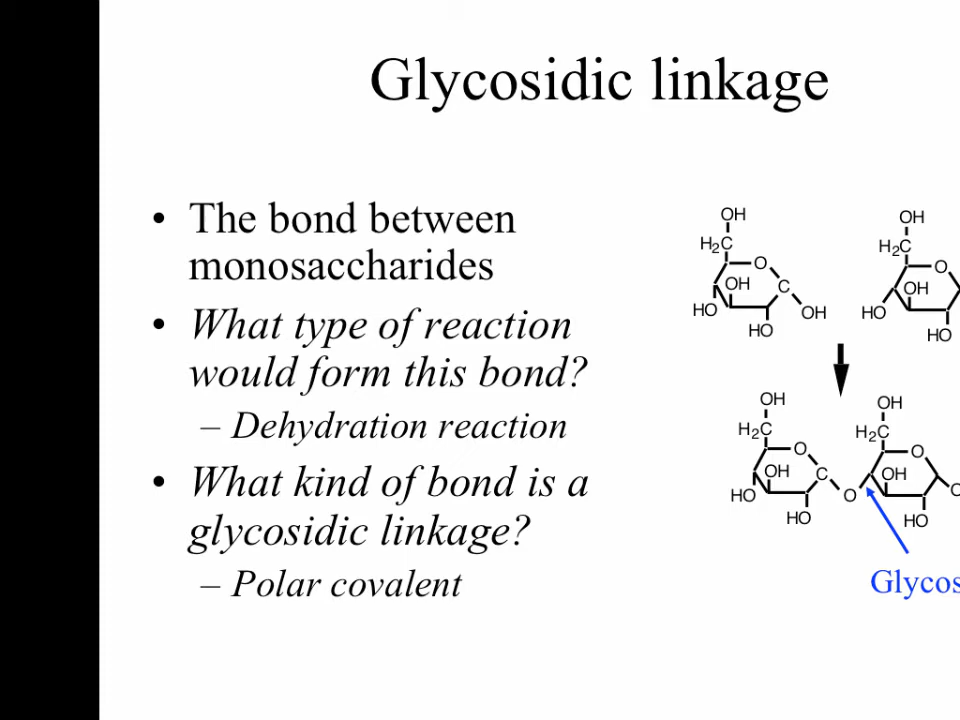 Glycosidic linkage
• The bond between
monosaccharides
• What type of reaction
would form this bond?
– Dehydration reaction
• What kind of bond is a
glycosidic linkage?
– Polar covalent
OH
H2C
O
OH
C
HO
OH
HO
OH
H2C
O
OH
HO
HO
OH
H2C
O
OH
C
HO
O
HO
OH
H2C
O
OH
HO
Glycos